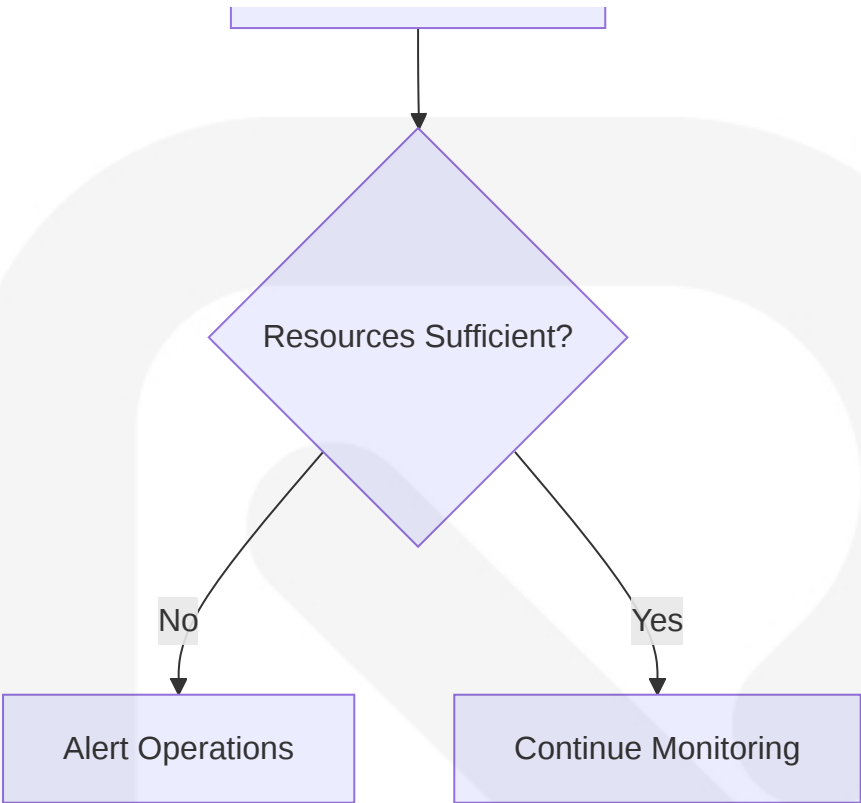 Resources Sufficient?
No
Yes
Alert Operations
Continue Monitoring